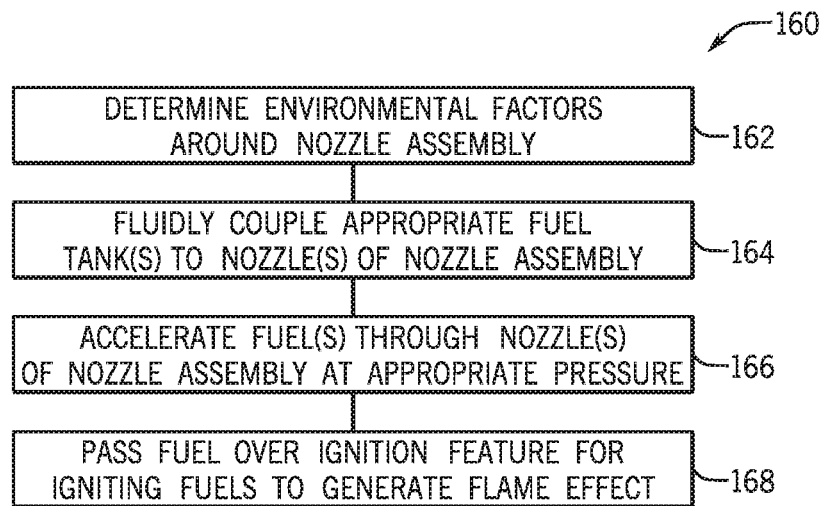 160
DETERMINE ENVIRONMENTAL FACTORS
AROUND NOZZLE ASSEMBLY
162
FLUIDLY COUPLE APPROPRIATE FUEL
TANK(S) TO NOZZLE(S) OF NOZZLE ASSEMBLY
164
ACCELERATE FUEL(S) THROUGH NOZZLE(S)
OF NOZZLE ASSEMBLY AT APPROPRIATE PRESSURE
166
PASS FUEL OVER IGNITION FEATURE FOR
IGNITING FUELS TO GENERATE FLAME EFFECT
168